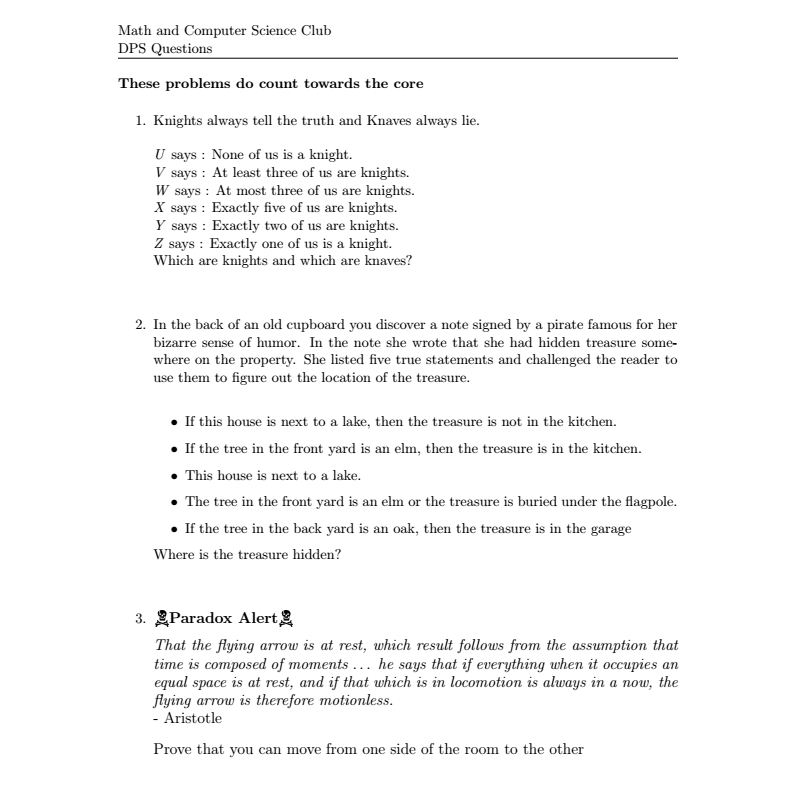 Math and Computer Science Club
DPS Questions
These problems do count towards the core
1. Knights always tell the truth and Knaves always lie.
U says : None of us is a knight.
V says : At least three of us are knights.
W says : At most three of us are knights.
X says : Exactly five of us are knights.
Y says : Exactly two of us are knights.
Z says : Exactly one of us is a knight.
Which are knights and which are knaves?
2. In the back of an old cupboard you discover a note signed by a pirate famous for her
bizarre sense of humor. In the note she wrote that she had hidden treasure some-
where on the property. She listed five true statements and challenged the reader to
use them to figure out the location of the treasure.
• If this house is next to a lake, then the treasure is not in the kitchen.
• If the tree in the front yard is an elm, then the treasure is in the kitchen.
• This house is next to a lake.
• The tree in the front yard is an elm or the treasure is buried under the flagpole.
• If the tree in the back yard is an oak, then the treasure is in the garage
Where is the treasure hidden?
3. ☠Paradox Alert☠
That the flying arrow is at rest, which result follows from the assumption that
time is composed of moments ... he says that if everything when it occupies an
equal space is at rest, and if that which is in locomotion is always in a now, the
flying arrow is therefore motionless.
- Aristotle
Prove that you can move from one side of the room to the other